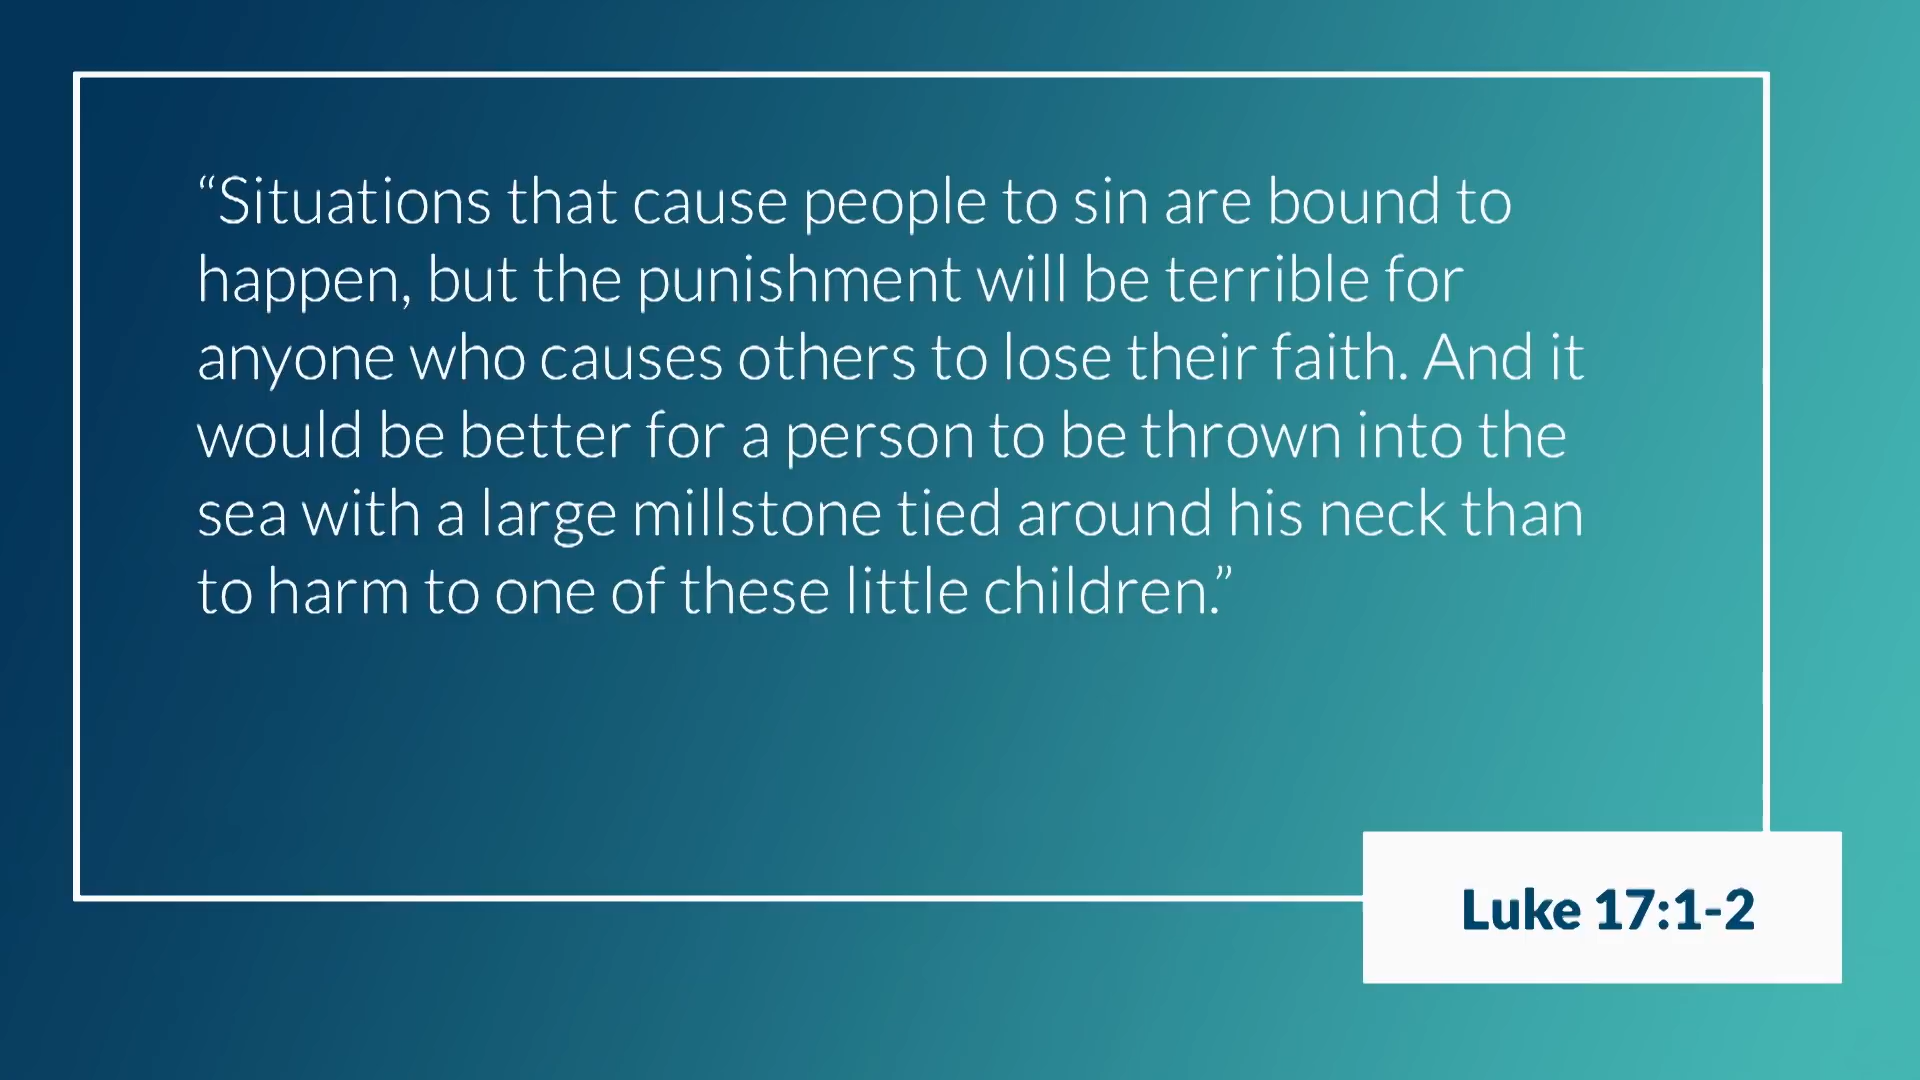 “Situations that cause people to sin are bound to
happen, but the punishment will be terrible for
anyone who causes others to lose their faith. And it
would be better for a person to be thrown into the
sea with a large millstone tied around his neck than
to harm to one of these little children.”
Luke 17:1-2